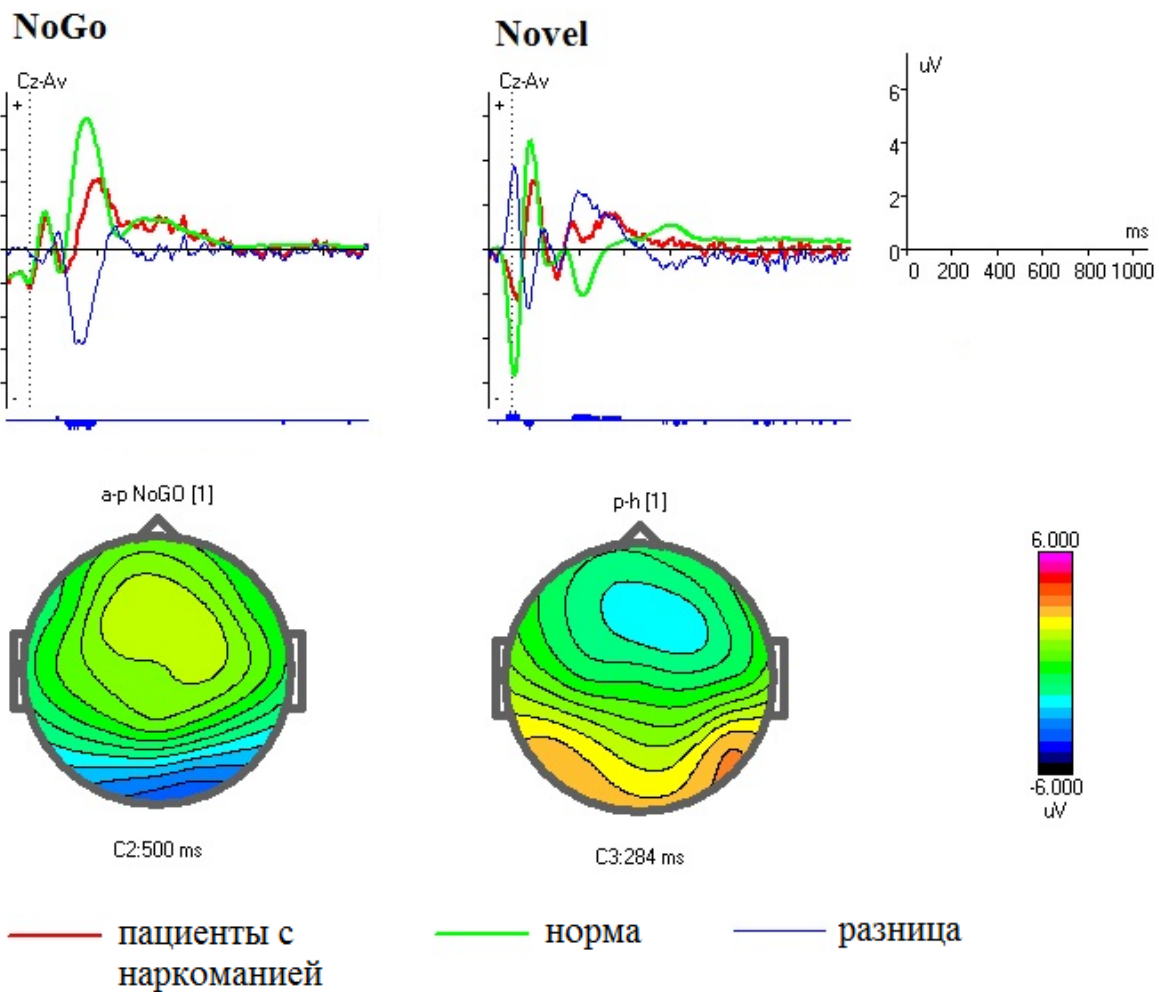 NoGo
Novel
Cz-Av
+
-
Cz-Av
+
-
uV
6
4
2
0
ms
0 200 400 600 800 1000
a-p NoGO [1]
p-h [1]
C2:500 ms
C3:284 ms
6.000
-6.000
uV
пациенты с
наркоманией
норма
разница